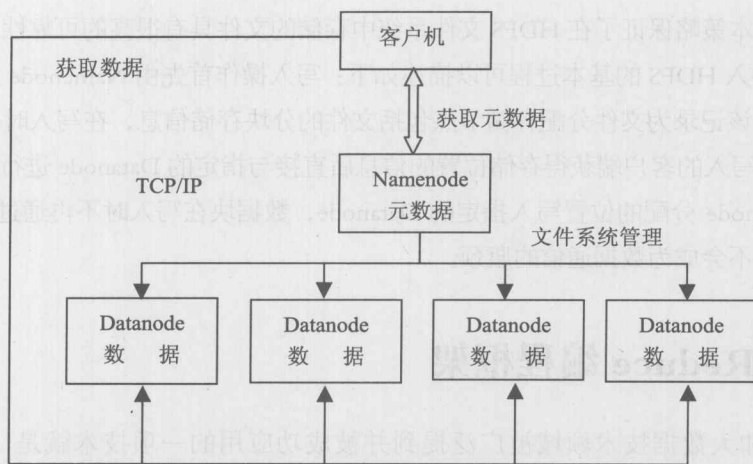 客户机
获取数据
获取元数据
TCP/IP
Namenode
元数据
文件系统管理
Datanode
数 据
Datanode
数 据
Datanode
数 据
Datanode
数 据